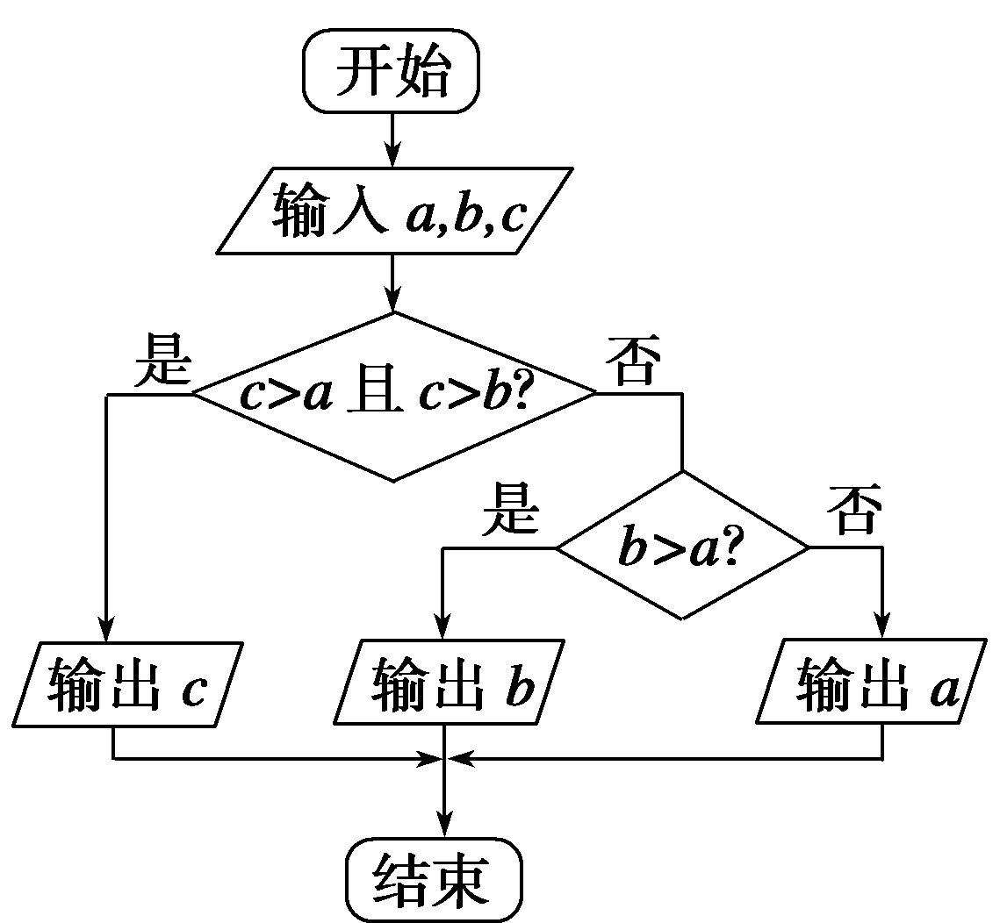 开始
输入 a,b,c
是
否
c>a 且 c>b?
是
否
b>a?
输出 c
输出 b
输出 a
结束